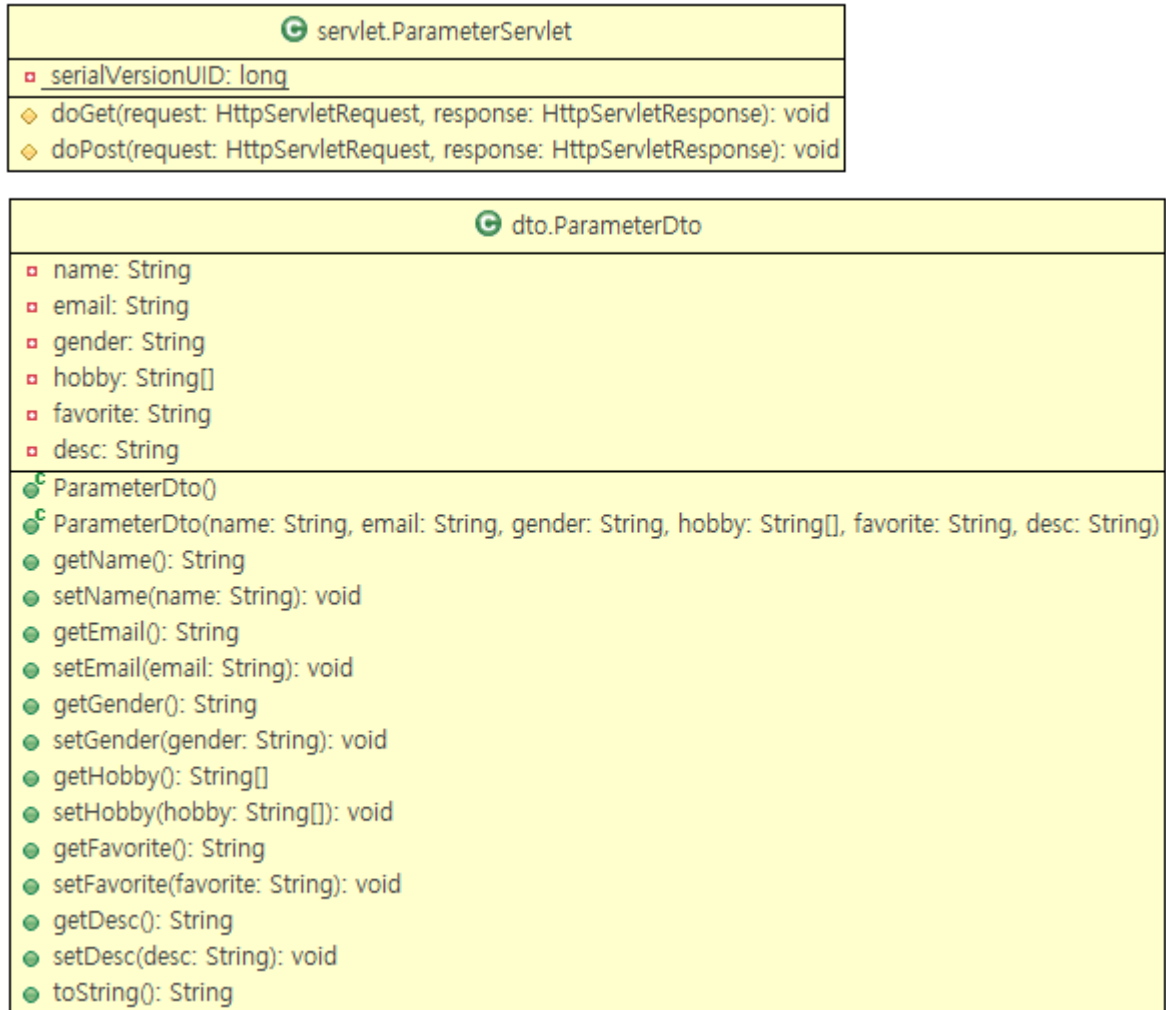 servlet.ParameterServlet
serialVersionUID: long
doGet(request: HttpServletRequest, response: HttpServletResponse): void
doPost(request: HttpServletRequest, response: HttpServletResponse): void
dto.ParameterDto
name: String
email: String
gender: String
hobby: String[]
favorite: String
desc: String
ParameterDto()
ParameterDto(name: String, email: String, gender: String, hobby: String[], favorite: String, desc: String)
getName(): String
setName(name: String): void
getEmail(): String
setEmail(email: String): void
getGender(): String
setGender(gender: String): void
getHobby(): String[]
setHobby(hobby: String[]): void
getFavorite(): String
setFavorite(favorite: String): void
getDesc(): String
setDesc(desc: String): void
toString(): String